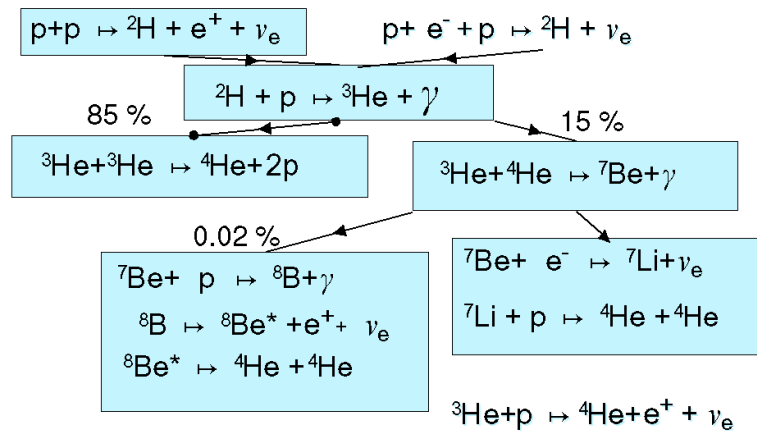 p+p ↦ ²H + e⁺ + νₑ
p+ e⁻ + p ↦ ²H + νₑ
²H + p ↦ ³He + γ
85 %
15 %
³He+³He ↦ ⁴He+2p
³He+⁴He ↦ ⁷Be+γ
0.02 %
⁷Be+ p ↦ ⁸B+γ
⁸B ↦ ⁸Be* +e⁺+ νₑ
⁸Be* ↦ ⁴He +⁴He
⁷Be+ e⁻ ↦ ⁷Li+νₑ
⁷Li + p ↦ ⁴He +⁴He
³He+p ↦ ⁴He+e⁺ + νₑ